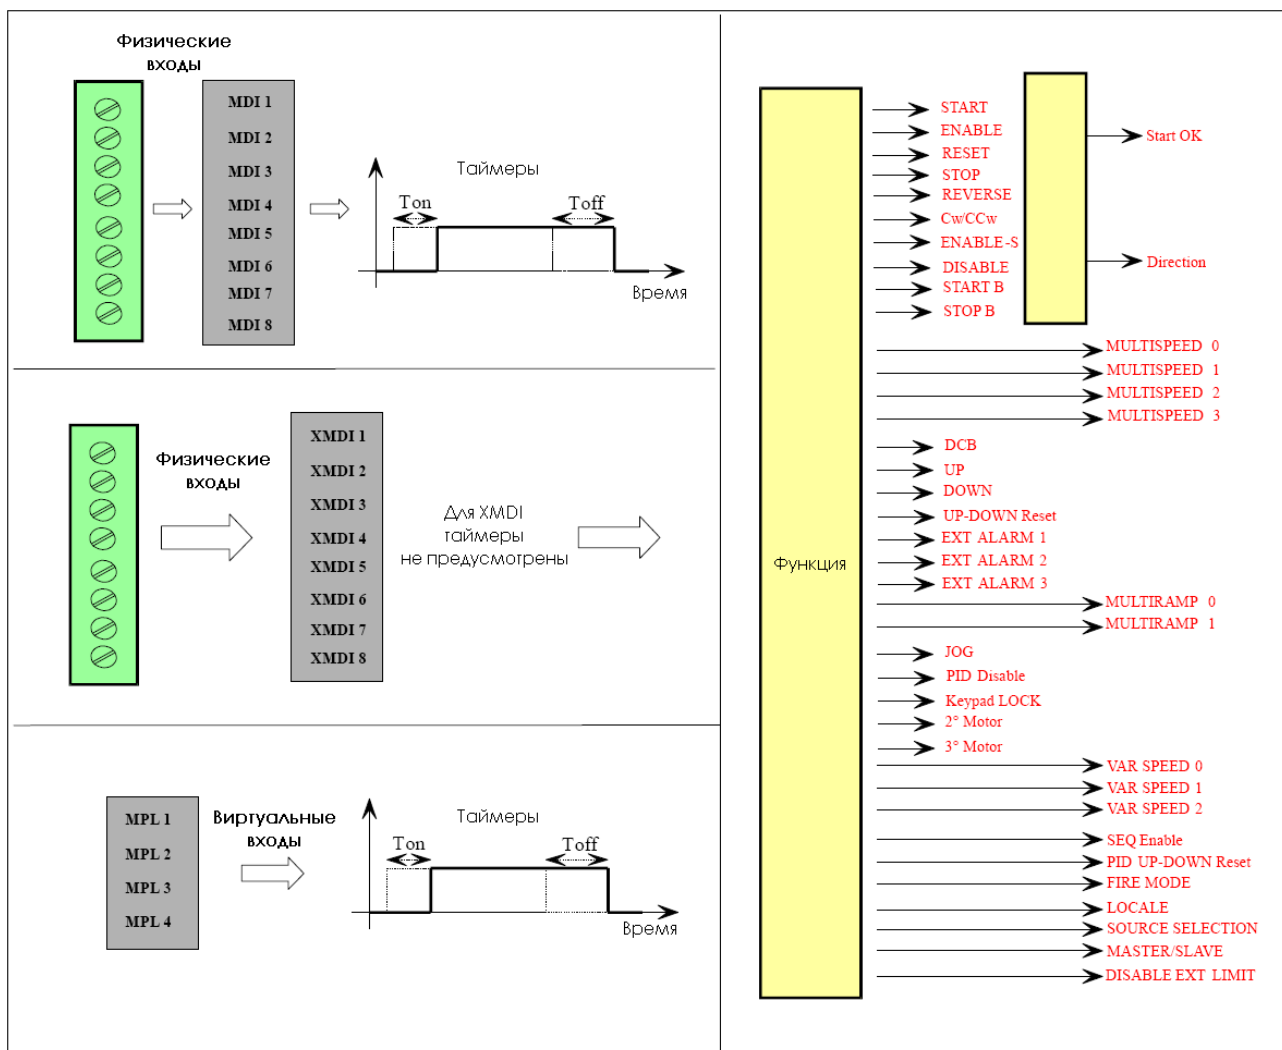 Физические
входы
MDI 1
MDI 2
MDI 3
MDI 4
MDI 5
MDI 6
MDI 7
MDI 8
Таймеры
Ton
Toff
Время
Физические
входы
XMDI 1
XMDI 2
XMDI 3
XMDI 4
XMDI 5
XMDI 6
XMDI 7
XMDI 8
Для XMDI
таймеры
не предусмотрены
MPL 1
MPL 2
MPL 3
MPL 4
Виртуальные
входы
Таймеры
Ton
Toff
Время
Функция
START
ENABLE
RESET
STOP
REVERSE
Cw/CCw
ENABLE-S
DISABLE
START B
STOP B
Start OK
Direction
MULTISPEED 0
MULTISPEED 1
MULTISPEED 2
MULTISPEED 3
DCB
UP
DOWN
UP-DOWN Reset
EXT ALARM 1
EXT ALARM 2
EXT ALARM 3
MULTIRAMP 0
MULTIRAMP 1
JOG
PID Disable
Keypad LOCK
2° Motor
3° Motor
VAR SPEED 0
VAR SPEED 1
VAR SPEED 2
SEQ Enable
PID UP-DOWN Reset
FIRE MODE
LOCALE
SOURCE SELECTION
MASTER/SLAVE
DISABLE EXT LIMIT